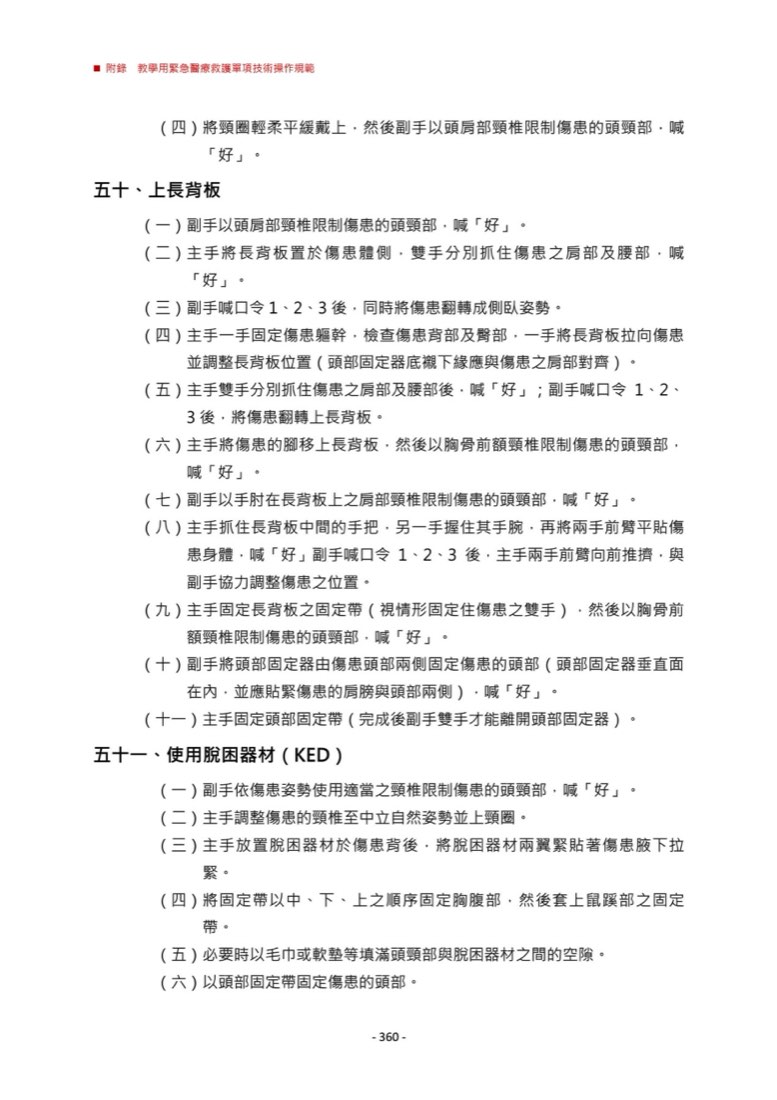 ■ 附錄　教學用緊急醫療救護單項技術操作規範
（四）將頸圈輕柔平緩戴上，然後副手以頭肩部頸椎限制傷患的頭頸部，喊
「好」。
五十、上長背板
（一）副手以頭肩部頸椎限制傷患的頭頸部，喊「好」。
（二）主手將長背板置於傷患體側，雙手分別抓住傷患之肩部及腰部，喊
「好」。
（三）副手喊口令 1、2、3 後，同時將傷患翻轉成側臥姿勢。
（四）主手一手固定傷患軀幹，檢查傷患背部及臀部，一手將長背板拉向傷患
並調整長背板位置（頭部固定器底襯下緣應與傷患之肩部對齊）。
（五）主手雙手分別抓住傷患之肩部及腰部後，喊「好」；副手喊口令 1、2、
3 後，將傷患翻轉上長背板。
（六）主手將傷患的腳移上長背板，然後以胸骨前額頸椎限制傷患的頭頸部，
喊「好」。
（七）副手以手肘在長背板上之肩部頸椎限制傷患的頭頸部，喊「好」。
（八）主手抓住長背板中間的手把，另一手握住其手腕，再將兩手前臂平貼傷
患身體，喊「好」副手喊口令 1、2、3 後，主手兩手前臂向前推擠，與
副手協力調整傷患之位置。
（九）主手固定長背板之固定帶（視情形固定住傷患之雙手），然後以胸骨前
額頸椎限制傷患的頭頸部，喊「好」。
（十）副手將頭部固定器由傷患頭部兩側固定傷患的頭部（頭部固定器垂直面
在內，並應貼緊傷患的肩膀與頭部兩側），喊「好」。
（十一）主手固定頭部固定帶（完成後副手雙手才能離開頭部固定器）。
五十一、使用脫困器材（KED）
（一）副手依傷患姿勢使用適當之頸椎限制傷患的頭頸部，喊「好」。
（二）主手調整傷患的頸椎至中立自然姿勢並上頸圈。
（三）主手放置脫困器材於傷患背後，將脫困器材兩翼緊貼著傷患腋下拉
緊。
（四）將固定帶以中、下、上之順序固定胸腹部，然後套上鼠蹊部之固定
帶。
（五）必要時以毛巾或軟墊等填滿頭頸部與脫困器材之間的空隙。
（六）以頭部固定帶固定傷患的頭部。
- 360 -